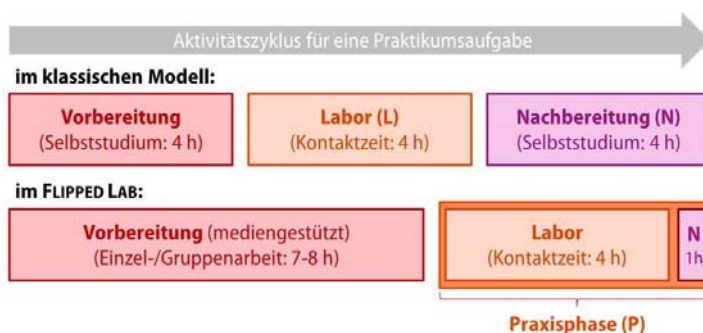 Aktivitätszyklus für eine Praktikumsaufgabe
im klassischen Modell:
Vorbereitung
(Selbststudium: 4 h)
Labor (L)
(Kontaktzeit: 4 h)
Nachbereitung (N)
(Selbststudium: 4 h)
im FLIPPED LAB:
Vorbereitung (mediengestützt)
(Einzel-/Gruppenarbeit: 7-8 h)
Labor
(Kontaktzeit: 4 h)
N
1h
Praxisphase (P)